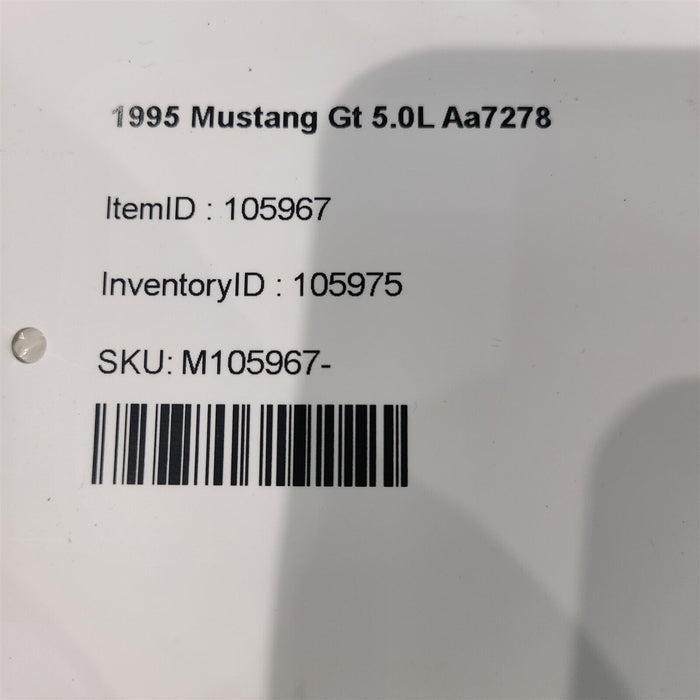 1995 Mustang Gt 5.0L Aa7278
ItemID : 105967
InventoryID : 105975
SKU: M105967-